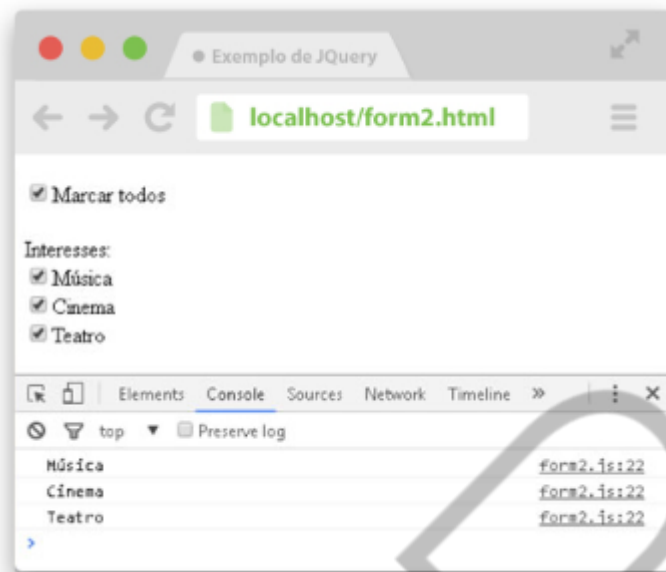 Exemplo de JQuery
localhost/form2.html
Marcar todos
Interesses:
Música
Cinema
Teatro
Elements Console Sources Network Timeline »
top Preserve log
Música form2.js:22
Cinema form2.js:22
Teatro form2.js:22